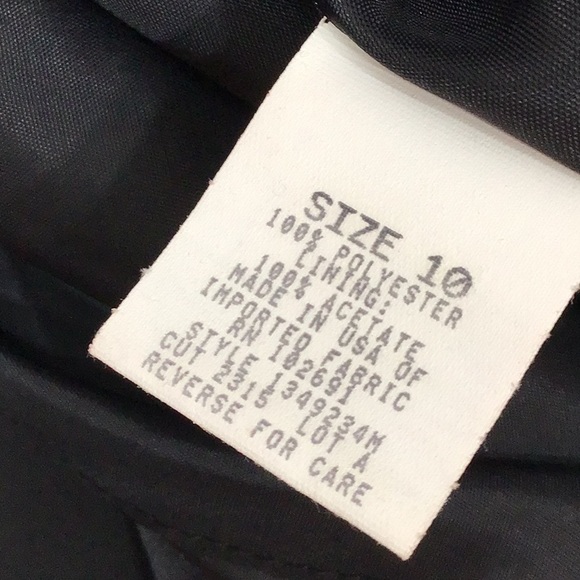 SIZE 10
100% POLYESTER
LINING:
100% ACETATE
MADE IN USA OF
IMPORTED FABRIC
RN 102691
STYLE 1349234M
CUT 2315 LOT A
REVERSE FOR CARE